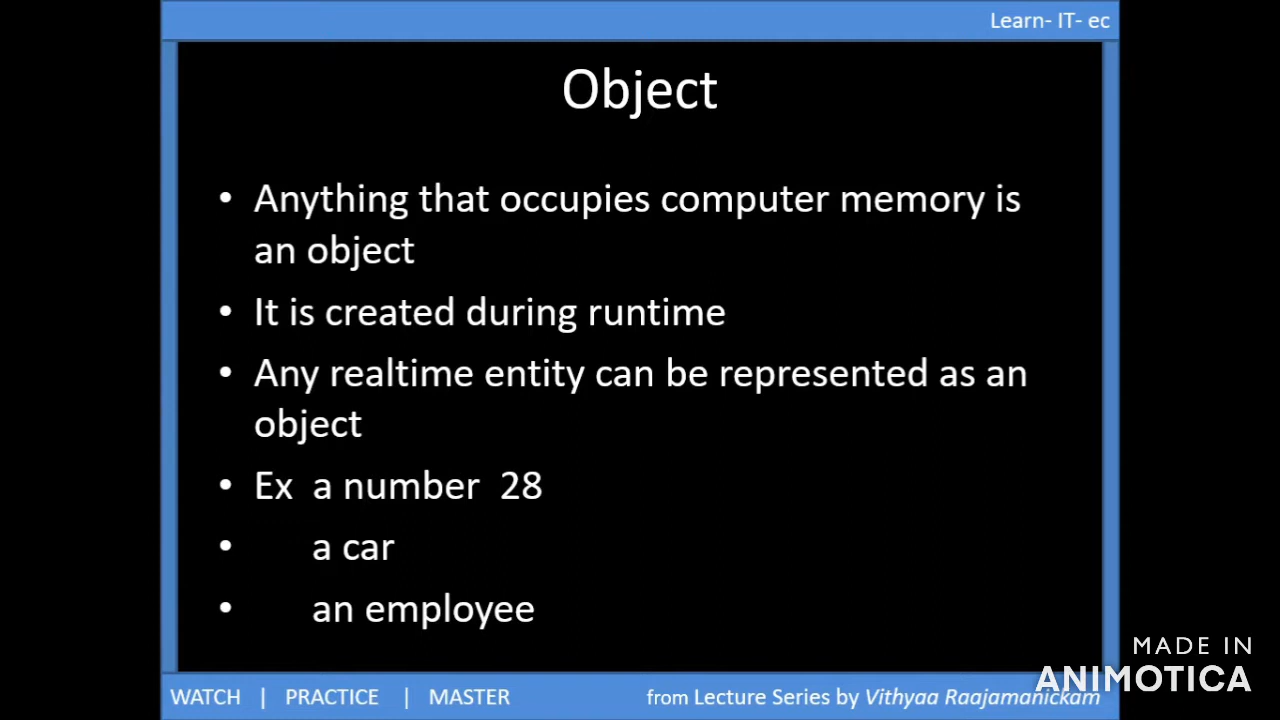 Learn- IT- ec
Object
• Anything that occupies computer memory is
an object
• It is created during runtime
• Any realtime entity can be represented as an
object
• Ex a number 28
• a car
• an employee
MADE IN
ANIMOTICA
WATCH | PRACTICE | MASTER from Lecture Series by Vithyaa Raajamanickam